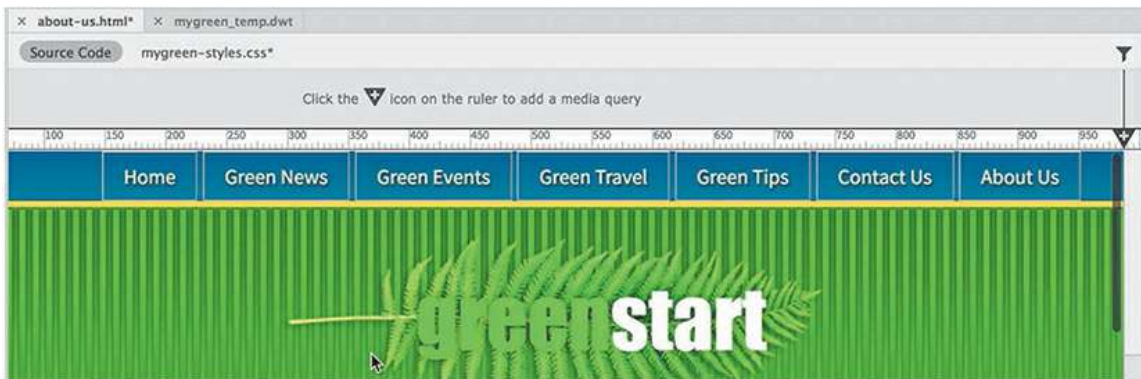 × about-us.html* × mygreen_temp.dwt
Source Code mygreen-styles.css*
Click the icon on the ruler to add a media query
100 150 200 250 300 350 400 450 500 550 600 650 700 750 800 850 900 950
Home Green News Green Events Green Travel Green Tips Contact Us About Us
greenstart